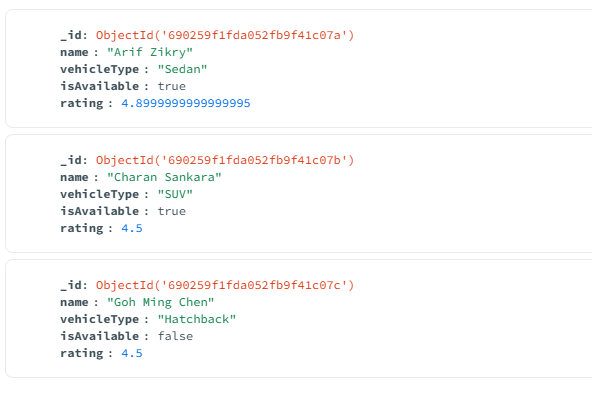 _id: ObjectId('690259f1fda052fb9f41c07a')
name : "Arif Zikry"
vehicleType : "Sedan"
isAvailable : true
rating : 4.8999999999999995
_id: ObjectId('690259f1fda052fb9f41c07b')
name : "Charan Sankara"
vehicleType : "SUV"
isAvailable : true
rating : 4.5
_id: ObjectId('690259f1fda052fb9f41c07c')
name : "Goh Ming Chen"
vehicleType : "Hatchback"
isAvailable : false
rating : 4.5